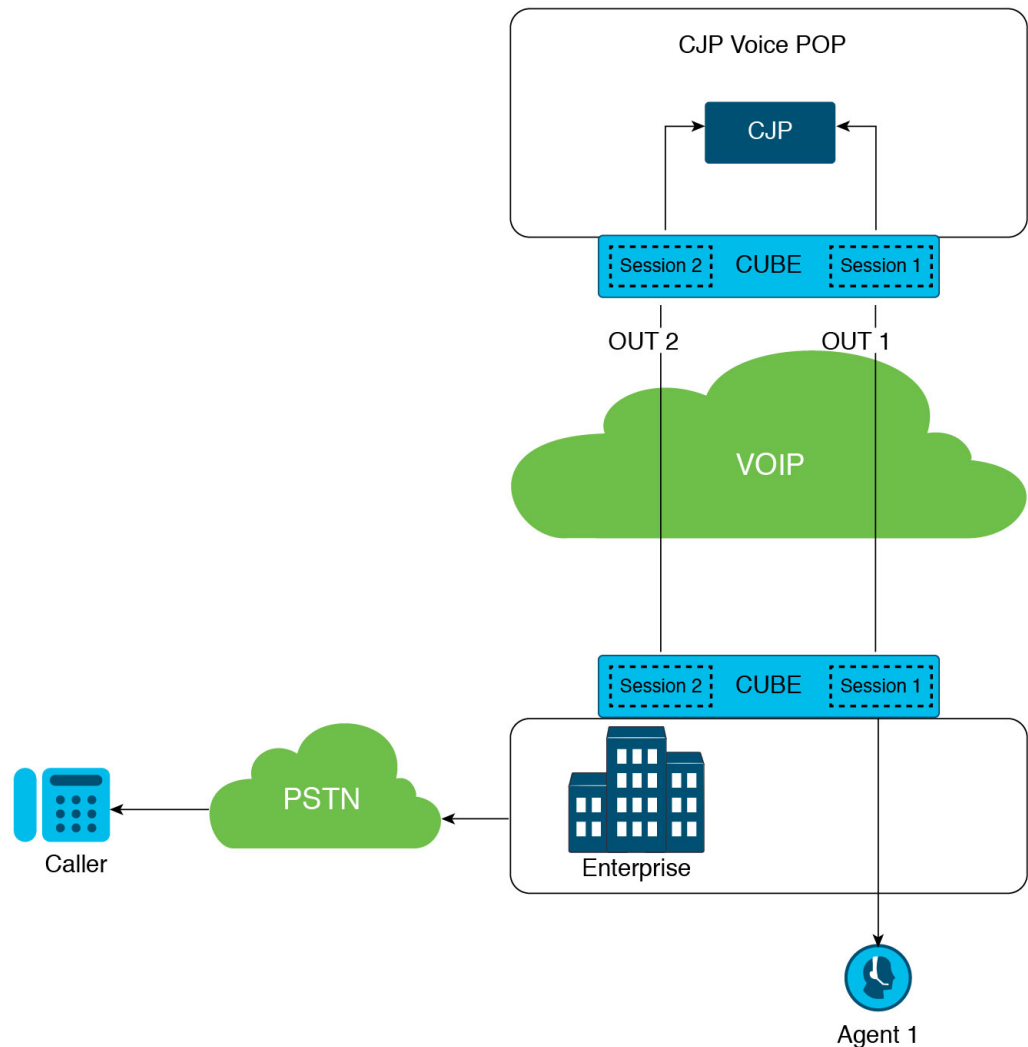 CJP Voice POP
CJP
Session 2 CUBE Session 1
OUT 2 OUT 1
VOIP
Session 2 CUBE Session 1
PSTN
Caller
Enterprise
Agent 1